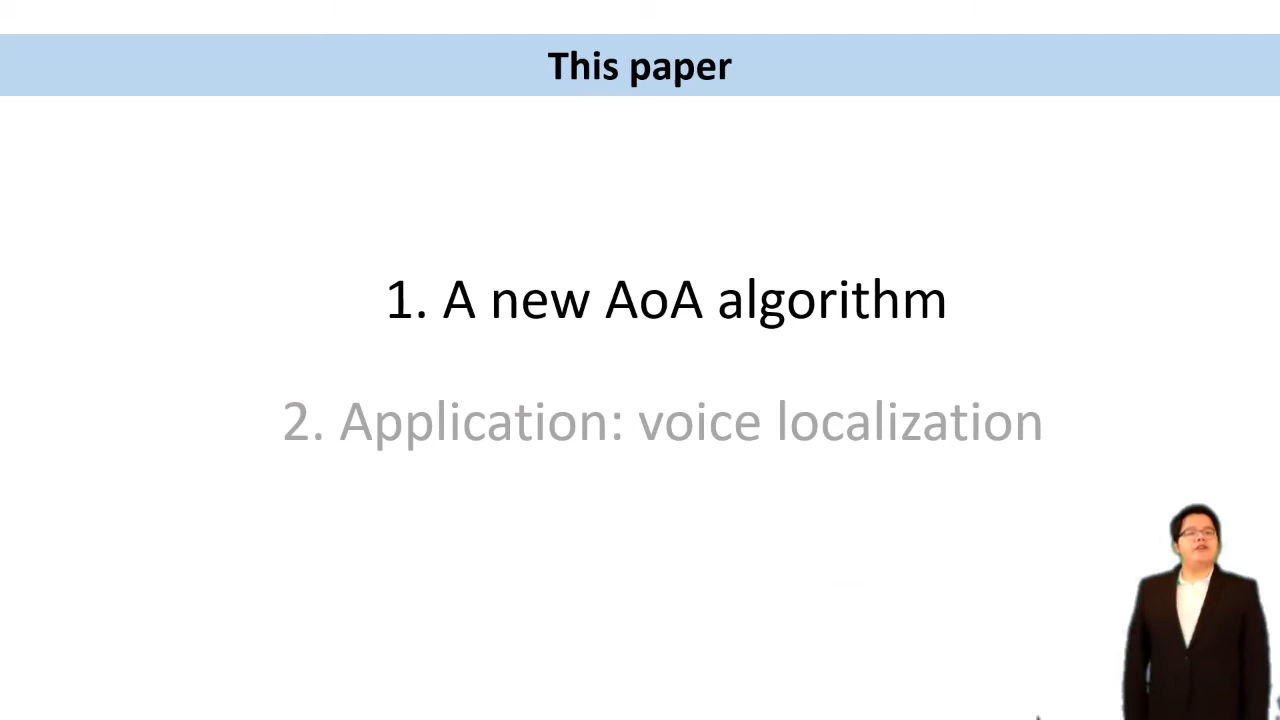 This paper
1. A new AoA algorithm
2. Application: voice localization